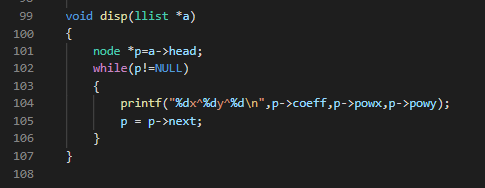 99 void disp(llist *a)
100 {
101 node *p=a->head;
102 while(p!=NULL)
103 {
104 printf("%dx^%dy^%d\n",p->coeff,p->powx,p->powy);
105 p = p->next;
106 }
107 }
108